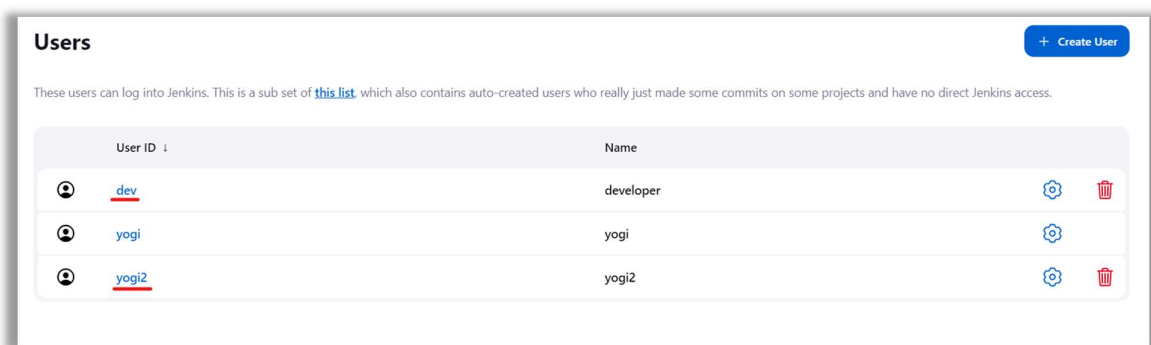 Users
+ Create User
These users can log into Jenkins. This is a sub set of this list, which also contains auto-created users who really just made some commits on some projects and have no direct Jenkins access.
User ID ↓ Name
dev developer
yogi yogi
yogi2 yogi2